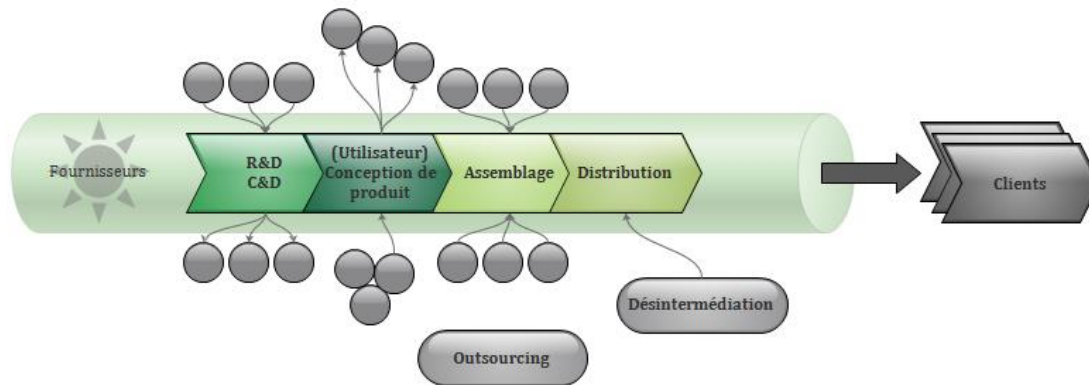 Fournisseurs
R&D
C&D
(Utilisateur)
Conception de
produit
Assemblage
Distribution
Clients
Désintermédiation
Outsourcing